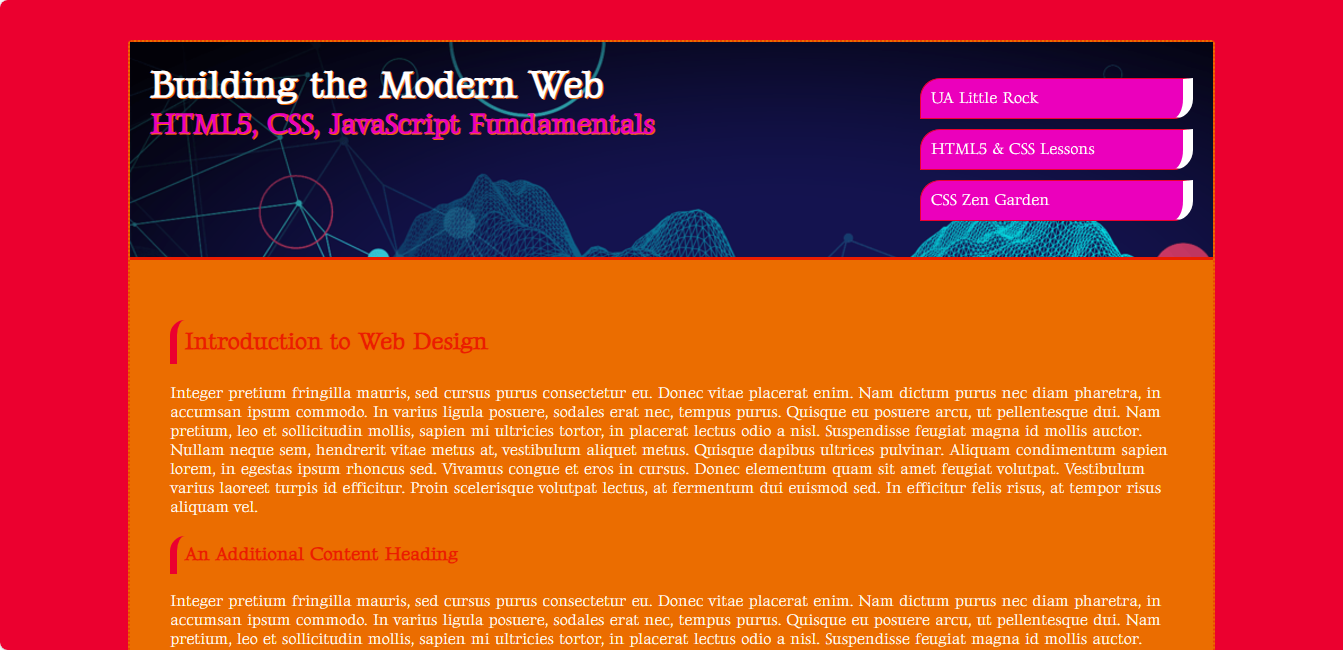 Building the Modern Web
HTML5, CSS, JavaScript Fundamentals
UA Little Rock
HTML5 & CSS Lessons
CSS Zen Garden
Introduction to Web Design
Integer pretium fringilla mauris, sed cursus purus consectetur eu. Donec vitae placerat enim. Nam dictum purus nec diam pharetra, in
accumsan ipsum commodo. In varius ligula posuere, sodales erat nec, tempus purus. Quisque eu posuere arcu, ut pellentesque dui. Nam
pretium, leo et sollicitudin mollis, sapien mi ultricies tortor, in placerat lectus odio a nisl. Suspendisse feugiat magna id mollis auctor.
Nullam neque sem, hendrerit vitae metus at, vestibulum aliquet metus. Quisque dapibus ultrices pulvinar. Aliquam condimentum sapien
lorem, in egestas ipsum rhoncus sed. Vivamus congue et eros in cursus. Donec elementum quam sit amet feugiat volutpat. Vestibulum
varius laoreet turpis id efficitur. Proin scelerisque volutpat lectus, at fermentum dui euismod sed. In efficitur felis risus, at tempor risus
aliquam vel.
An Additional Content Heading
Integer pretium fringilla mauris, sed cursus purus consectetur eu. Donec vitae placerat enim. Nam dictum purus nec diam pharetra, in
accumsan ipsum commodo. In varius ligula posuere, sodales erat nec, tempus purus. Quisque eu posuere arcu, ut pellentesque dui. Nam
pretium, leo et sollicitudin mollis, sapien mi ultricies tortor, in placerat lectus odio a nisl. Suspendisse feugiat magna id mollis auctor.